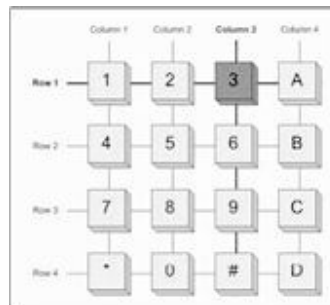 Column 1 Column 2 Column 3 Column 4
Row 1 1 2 3 A
Row 2 4 5 6 B
Row 3 7 8 9 C
Row 4 * 0 # D